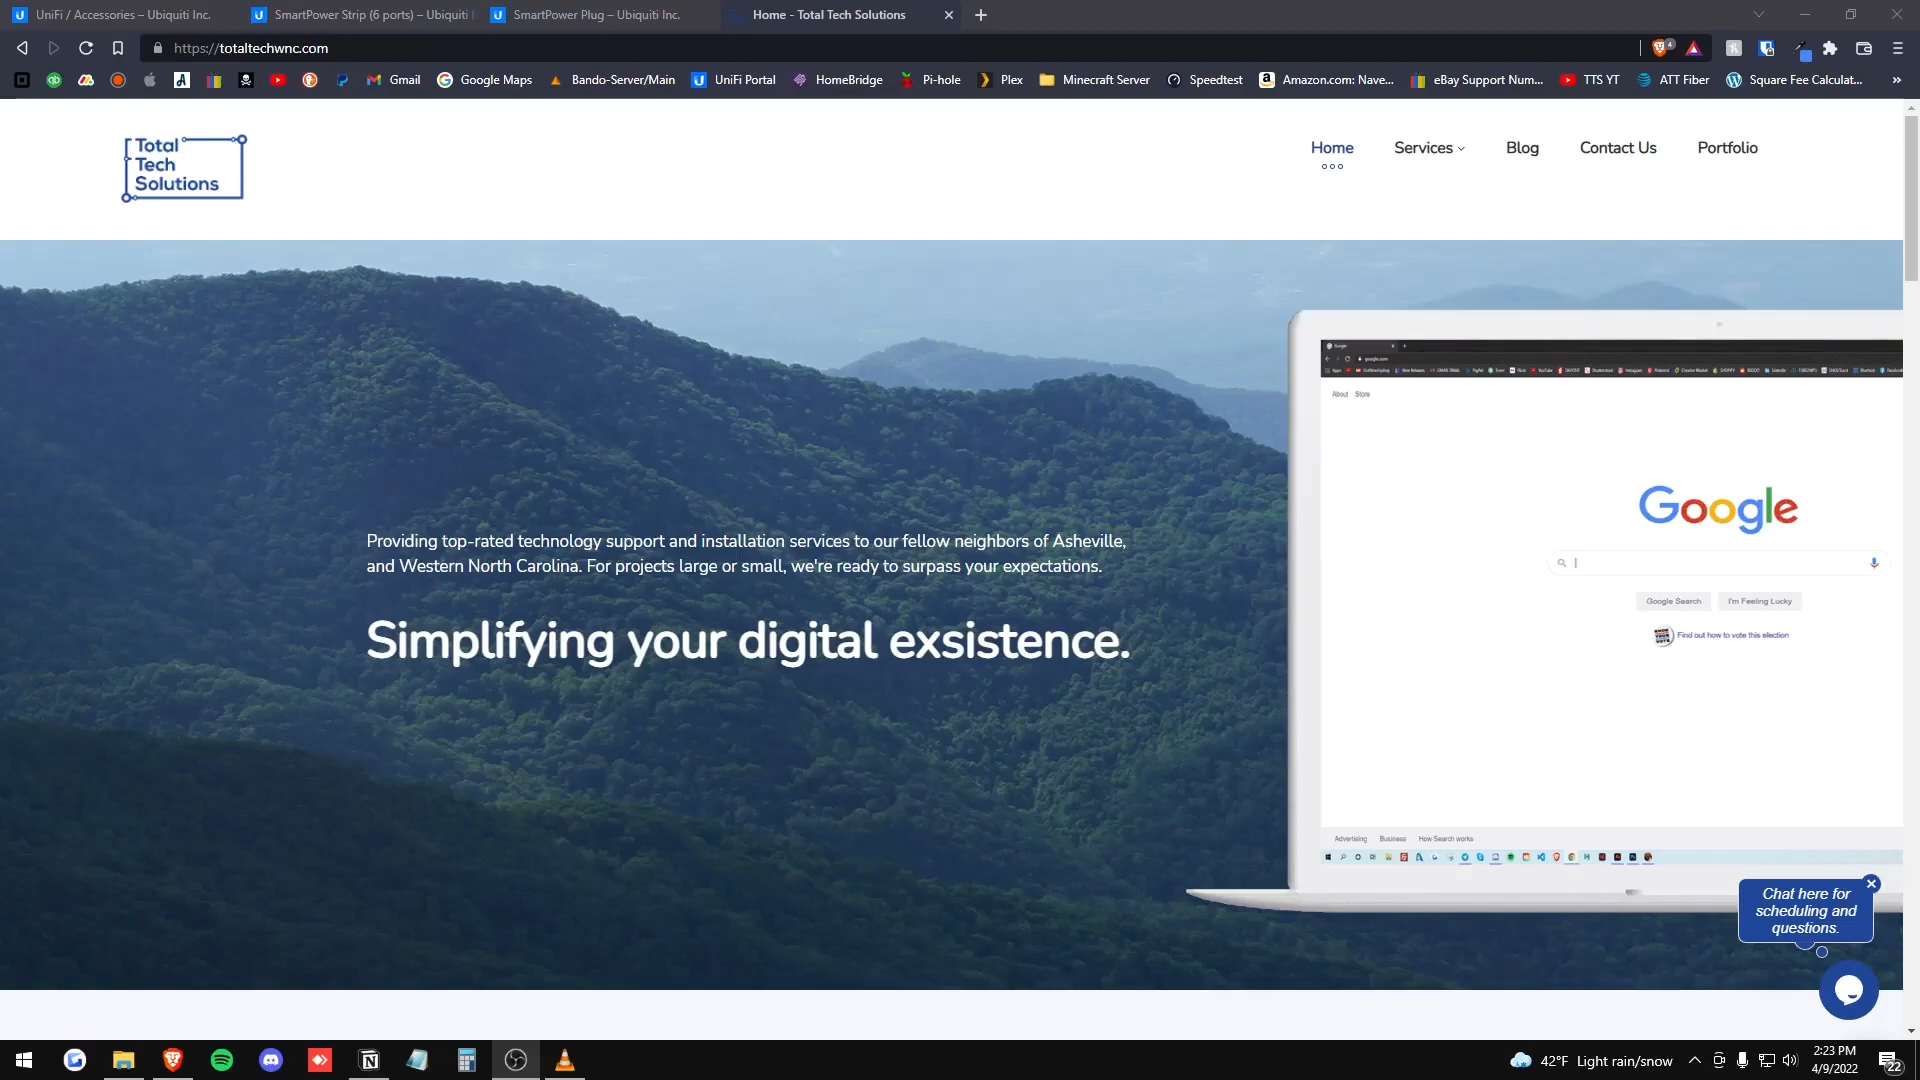 UniFi / Accessories – Ubiquiti Inc.
SmartPower Strip (6 ports) – Ubiquiti I
SmartPower Plug – Ubiquiti Inc.
Home - Total Tech Solutions
https://totaltechwnc.com
4
Gmail
Google Maps
Bando-Server/Main
UniFi Portal
HomeBridge
Pi-hole
Plex
Minecraft Server
Speedtest
Amazon.com: Nave...
eBay Support Num...
TTS YT
ATT Fiber
Square Fee Calculat...
Total
Tech
Solutions
Home
Services
Blog
Contact Us
Portfolio
Google
google.com
About Store
Google
Google Search
I'm Feeling Lucky
Find out how to vote this election
Advertising Business How Search works
Providing top-rated technology support and installation services to our fellow neighbors of Asheville,
and Western North Carolina. For projects large or small, we're ready to surpass your expectations.
Simplifying your digital exsistence.
Chat here for
scheduling and
questions.
42°F Light rain/snow
2:23 PM
4/9/2022
22